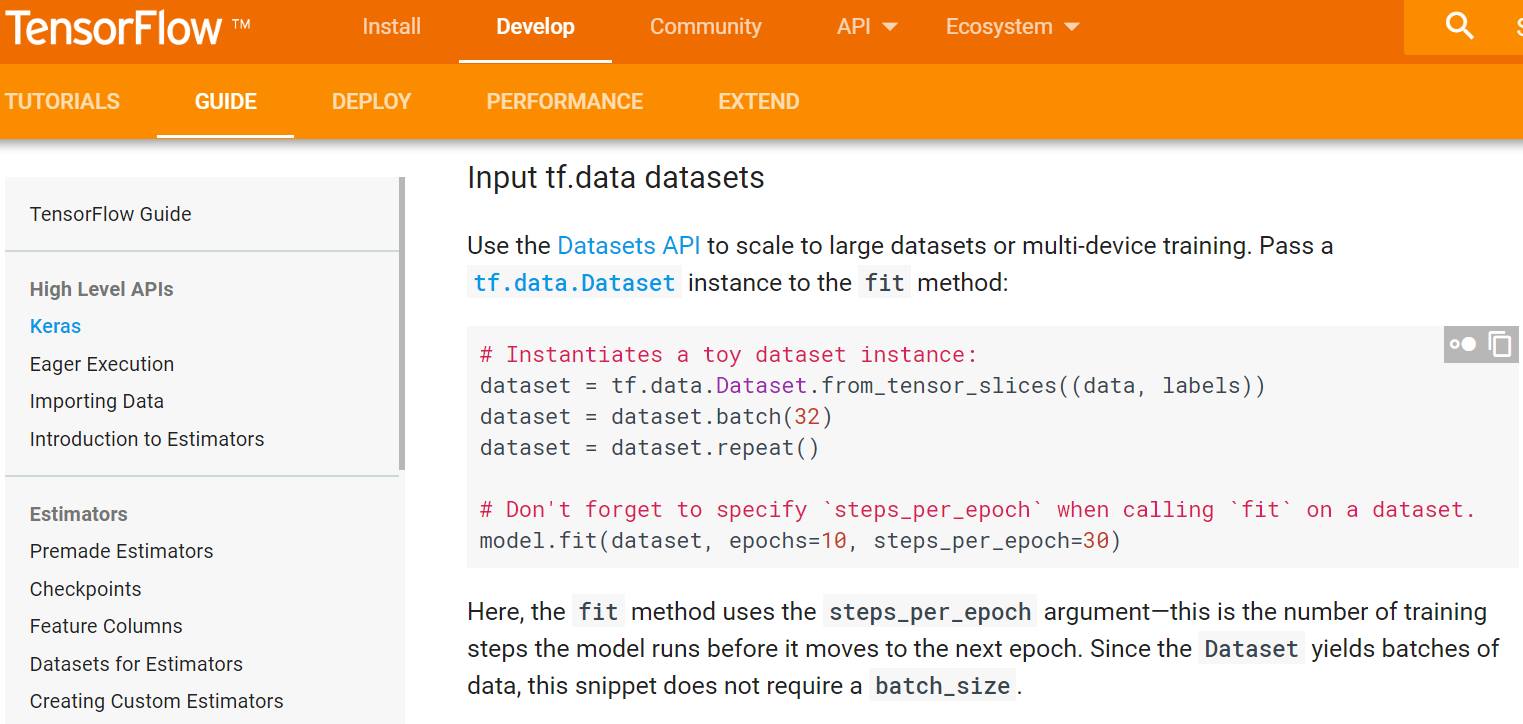 TensorFlow ™ Install Develop Community API Ecosystem
TUTORIALS GUIDE DEPLOY PERFORMANCE EXTEND
TensorFlow Guide
High Level APIs
Keras
Eager Execution
Importing Data
Introduction to Estimators
Estimators
Premade Estimators
Checkpoints
Feature Columns
Datasets for Estimators
Creating Custom Estimators
Input tf.data datasets
Use the Datasets API to scale to large datasets or multi-device training. Pass a
tf.data.Dataset instance to the fit method:
# Instantiates a toy dataset instance:
dataset = tf.data.Dataset.from_tensor_slices((data, labels))
dataset = dataset.batch(32)
dataset = dataset.repeat()
# Don't forget to specify `steps_per_epoch` when calling `fit` on a dataset.
model.fit(dataset, epochs=10, steps_per_epoch=30)
Here, the fit method uses the steps_per_epoch argument—this is the number of training
steps the model runs before it moves to the next epoch. Since the Dataset yields batches of
data, this snippet does not require a batch_size.